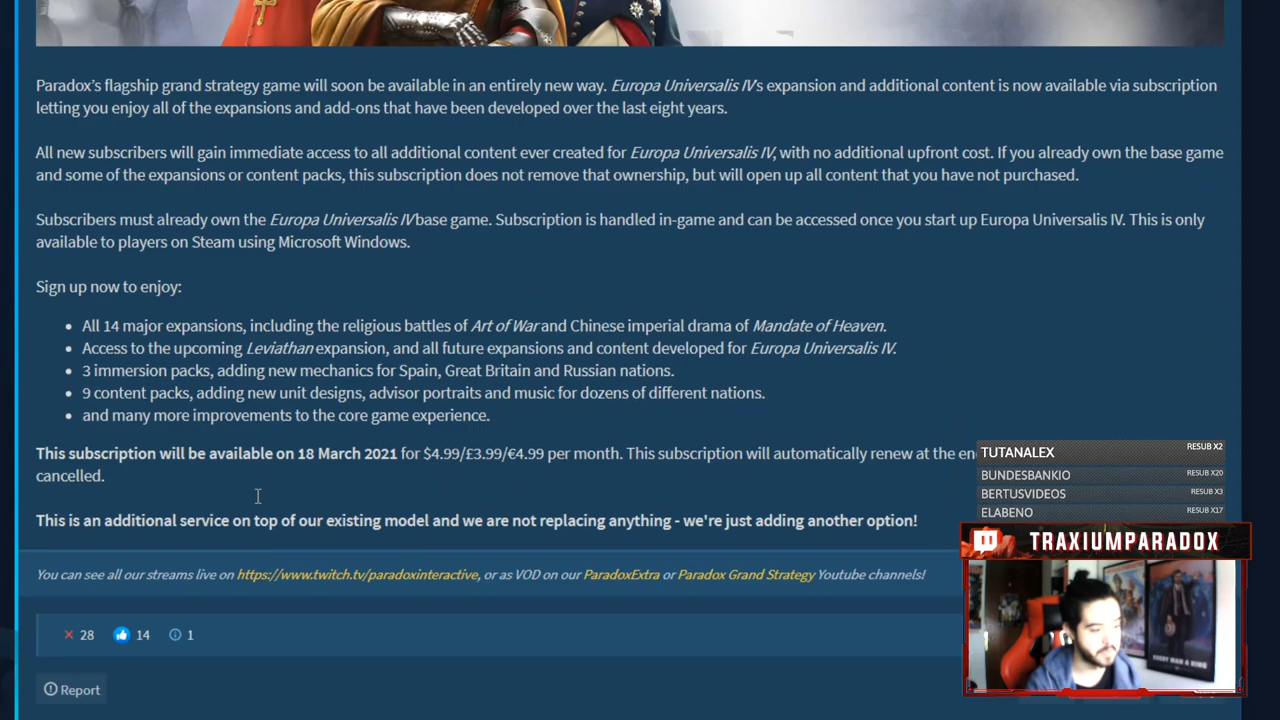 Paradox's flagship grand strategy game will soon be available in an entirely new way. Europa Universalis IV's expansion and additional content is now available via subscription
letting you enjoy all of the expansions and add-ons that have been developed over the last eight years.
All new subscribers will gain immediate access to all additional content ever created for Europa Universalis IV, with no additional upfront cost. If you already own the base game
and some of the expansions or content packs, this subscription does not remove that ownership, but will open up all content that you have not purchased.
Subscribers must already own the Europa Universalis IV base game. Subscription is handled in-game and can be accessed once you start up Europa Universalis IV. This is only
available to players on Steam using Microsoft Windows.
Sign up now to enjoy:
All 14 major expansions, including the religious battles of Art of War and Chinese imperial drama of Mandate of Heaven.
Access to the upcoming Leviathan expansion, and all future expansions and content developed for Europa Universalis IV.
3 immersion packs, adding new mechanics for Spain, Great Britain and Russian nations.
9 content packs, adding new unit designs, advisor portraits and music for dozens of different nations.
and many more improvements to the core game experience.
This subscription will be available on 18 March 2021 for $4.99/£3.99/€4.99 per month. This subscription will automatically renew at the
cancelled.
This is an additional service on top of our existing model and we are not replacing anything - we're just adding another option!
TUTANALEX RESUB X2
BUNDESBANKIO RESUB X20
BERTUSVIDEOS RESUB X3
ELABENO RESUB X17
TRAXIUMPARADOX
You can see all our streams live on https://www.twitch.tv/paradoxinteractive, or as VOD on our ParadoxExtra or Paradox Grand Strategy Youtube channels!
28 14 1
Report